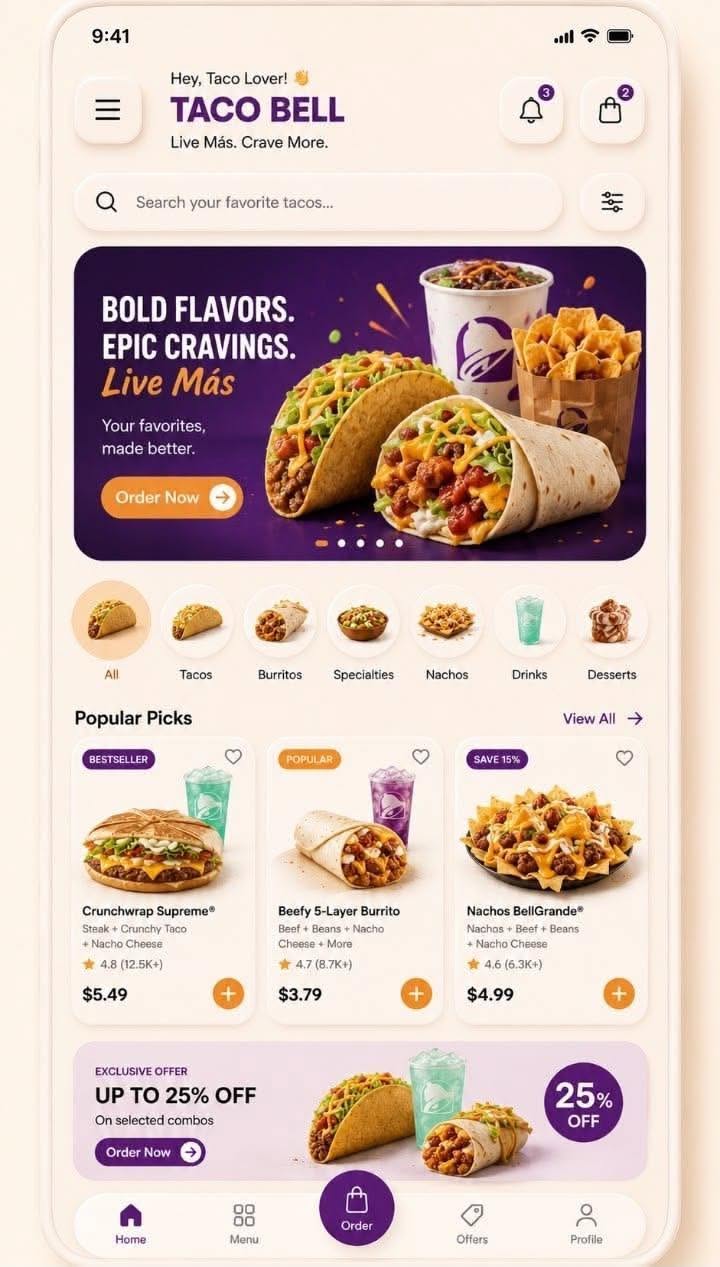 9:41
Hey, Taco Lover! 👋
TACO BELL
Live Más. Crave More.
3
2
Search your favorite tacos...
BOLD FLAVORS.
EPIC CRAVINGS.
Live Más
Your favorites,
made better.
Order Now
All
Tacos
Burritos
Specialties
Nachos
Drinks
Desserts
Popular Picks
View All
BESTSELLER
Crunchwrap Supreme®
Steak + Crunchy Taco
+ Nacho Cheese
4.8 (12.5K+)
$5.49
POPULAR
Beefy 5-Layer Burrito
Beef + Beans + Nacho
Cheese + More
4.7 (8.7K+)
$3.79
SAVE 15%
Nachos BellGrande®
Nachos + Beef + Beans
+ Nacho Cheese
4.6 (6.3K+)
$4.99
EXCLUSIVE OFFER
UP TO 25% OFF
On selected combos
Order Now
25%
OFF
Home
Menu
Order
Offers
Profile